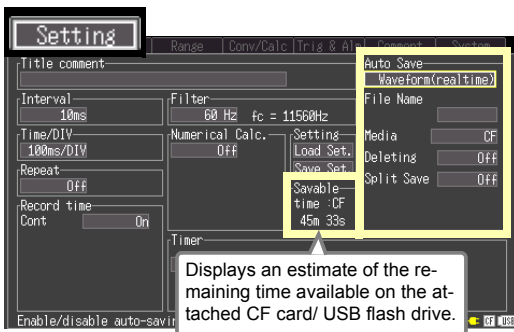 Setting
Range Conv/Calc Trig & Alm Comment System
Title comment
Auto Save
Waveform(realtime)
Interval
10ms
Filter
60 Hz fc = 11560Hz
File Name
Time/DIV
100ms/DIV
Numerical Calc.
Off
Setting
Load Set.
Save Set.
Media CF
Deleting Off
Split Save Off
Repeat
Off
Savable
time :CF
45m 33s
Record time
Cont On
Timer
Displays an estimate of the re-
maining time available on the at-
tached CF card/ USB flash drive.
Enable/disable auto-sav
CF USB